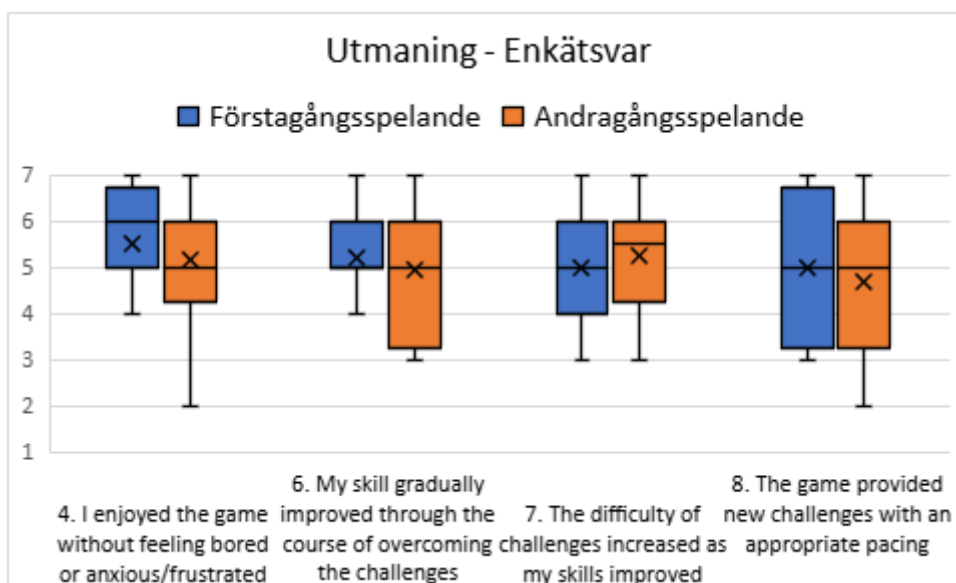 Utmaning - Enkätsvar
Förstagångsspelande Andragångsspelande
7
6
5
4
3
2
1
4. I enjoyed the game
without feeling bored
or anxious/frustrated
6. My skill gradually
improved through the
course of overcoming
the challenges
7. The difficulty of
challenges increased as
my skills improved
8. The game provided
new challenges with an
appropriate pacing